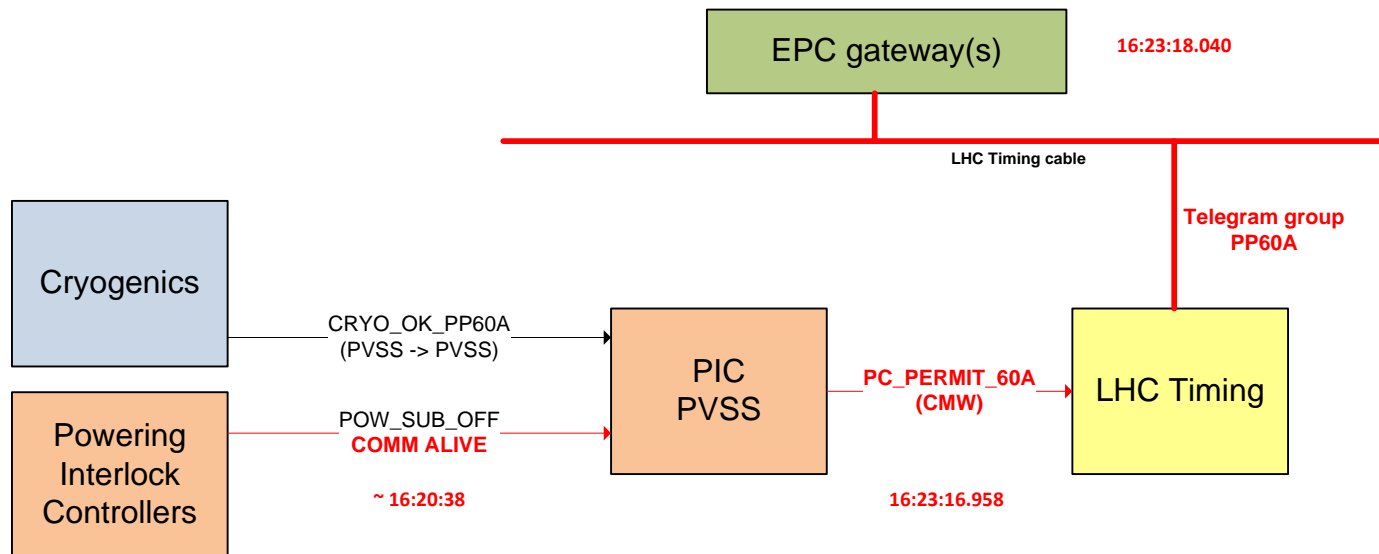 EPC gateway(s)
16:23:18.040
LHC Timing cable
Telegram group
PP60A
Cryogenics
CRYO_OK_PP60A
(PVSS -> PVSS)
Powering
Interlock
Controllers
POW_SUB_OFF
COMM ALIVE
~ 16:20:38
PIC
PVSS
PC_PERMIT_60A
(CMW)
16:23:16.958
LHC Timing